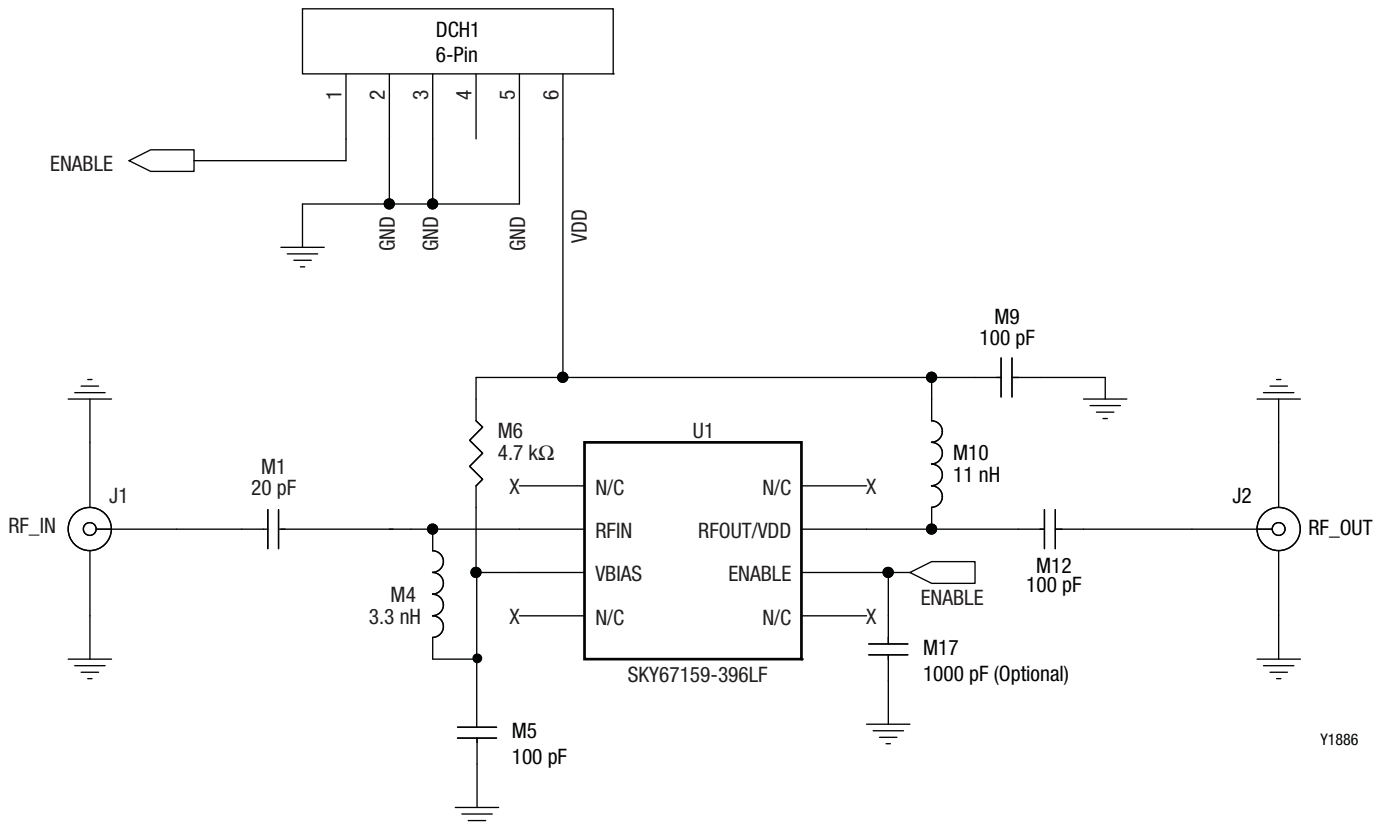 DCH1
6-Pin
1
2
3
4
5
6
ENABLE
GND
GND
GND
VDD
M9
100 pF
M6
4.7 kΩ
U1
M10
11 nH
M1
20 pF
J1
J2
N/C
N/C
X
X
RF_IN
RFIN
RFOUT/VDD
RF_OUT
M12
100 pF
VBIAS
ENABLE
ENABLE
M4
3.3 nH
X
N/C
N/C
X
SKY67159-396LF
M17
1000 pF (Optional)
M5
100 pF
Y1886